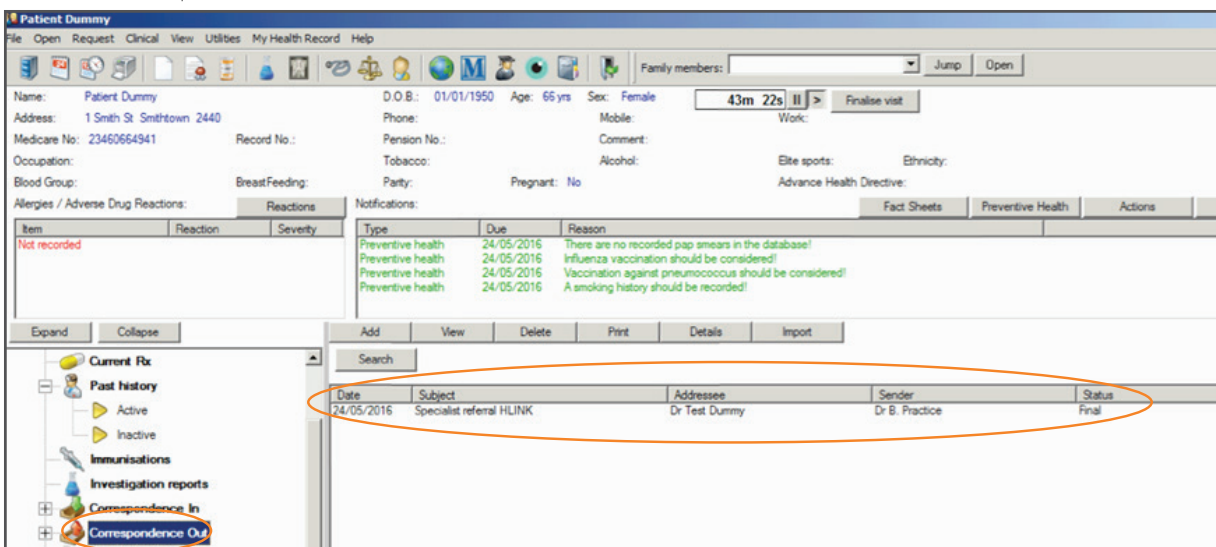 Patient Dummy
File Open Request Clinical View Utilities My Health Record Help
Family members: Jump Open
Name: Patient Dummy D.O.B.: 01/01/1950 Age: 66 yrs Sex: Female 43m 22s II > Finalise visit
Address: 1 Smith St Smithtown 2440 Phone: Mobile: Work:
Medicare No: 23460664941 Record No.: Pension No.: Comment:
Occupation: Tobacco: Alcohol: Elite sports: Ethnicity:
Blood Group: BreastFeeding: Parity: Pregnant: No Advance Health Directive:
Allergies / Adverse Drug Reactions: Reactions Notifications: Fact Sheets Preventive Health Actions
Item Reaction Severity Type Due Reason
Not recorded Preventive health 24/05/2016 There are no recorded pap smears in the database!
Preventive health 24/05/2016 Influenza vaccination should be considered!
Preventive health 24/05/2016 Vaccination against pneumococcus should be considered!
Preventive health 24/05/2016 A smoking history should be recorded!
Expand Collapse Add View Delete Print Details Import
Current Rx Search
Past history
Date Subject Addressee Sender Status
Active 24/05/2016 Specialist referral HLINK Dr Test Dummy Dr B. Practice Final
Inactive
Immunisations
Investigation reports
Correspondence In
Correspondence Out